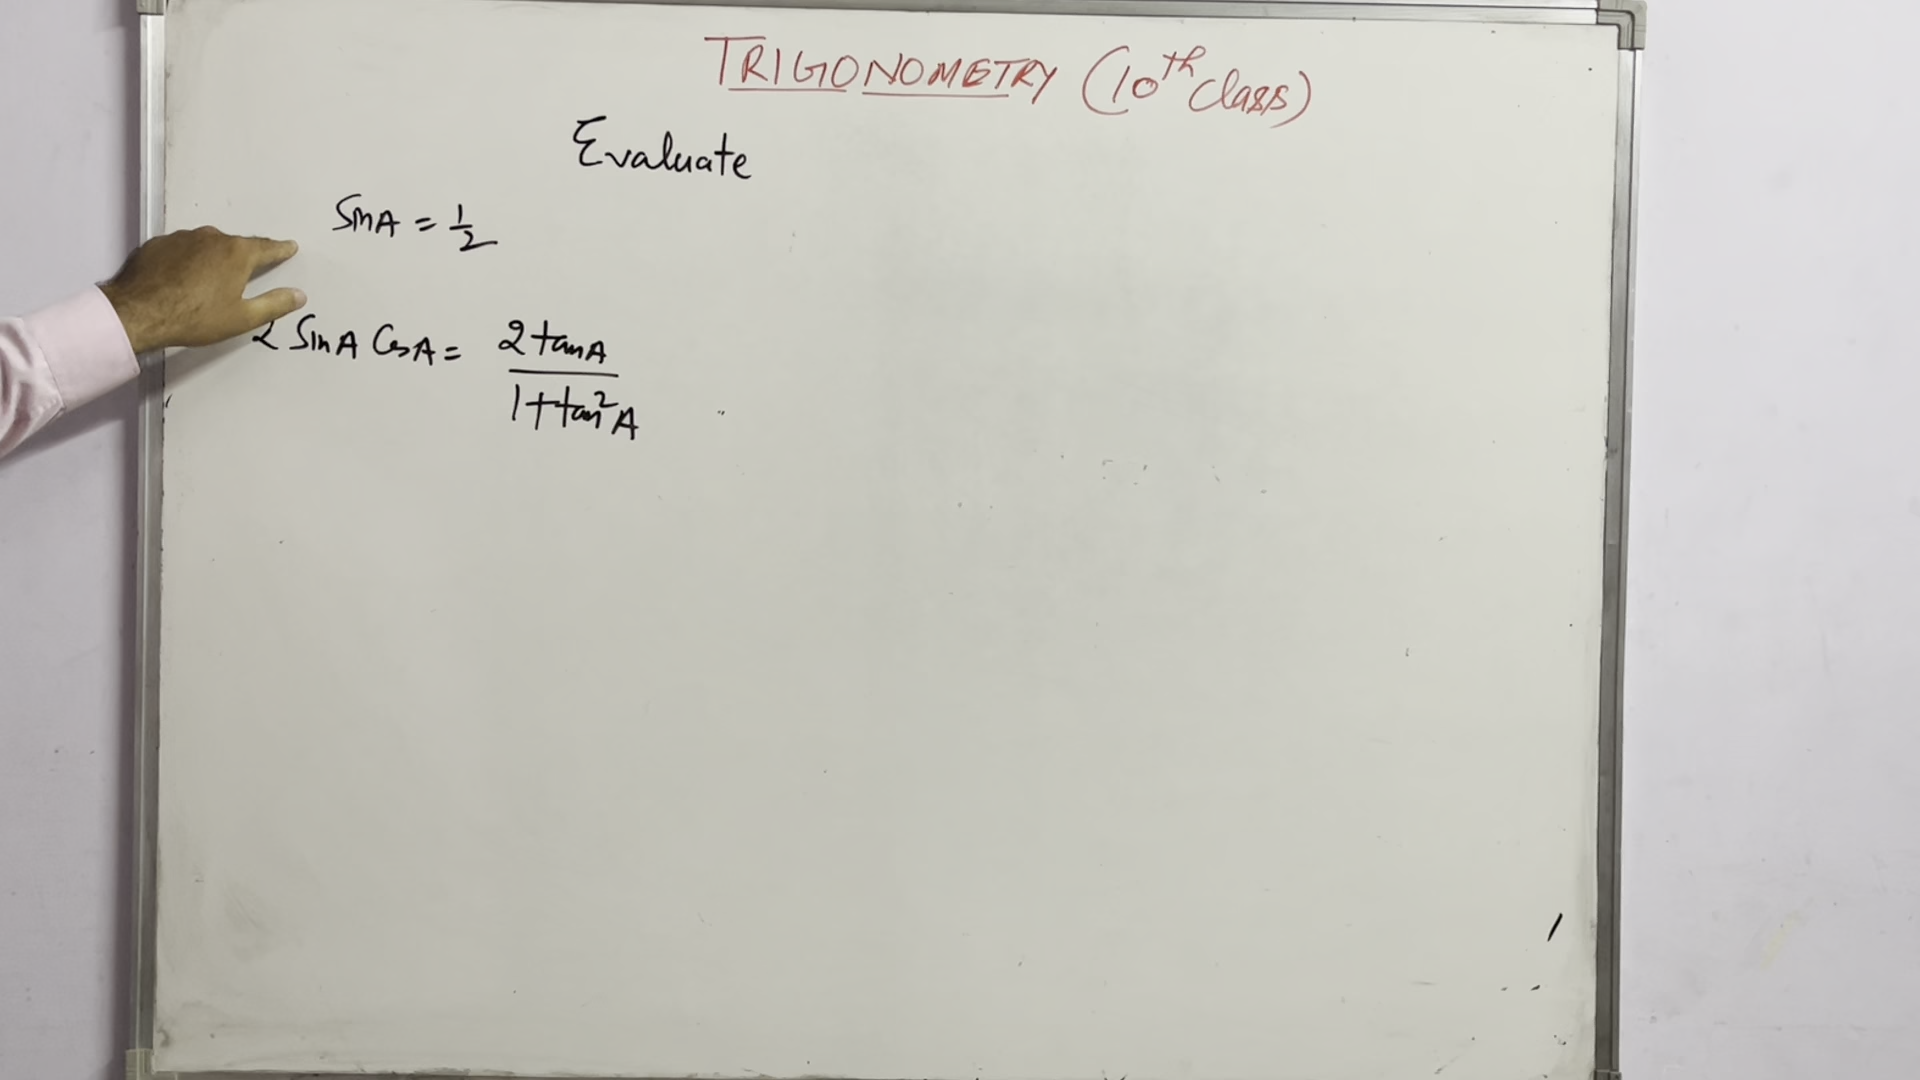 TRIGONOMETRY (10th Class)
Evaluate
SinA = 1/2
2 SinA CosA = 2tanA / 1+tan²A